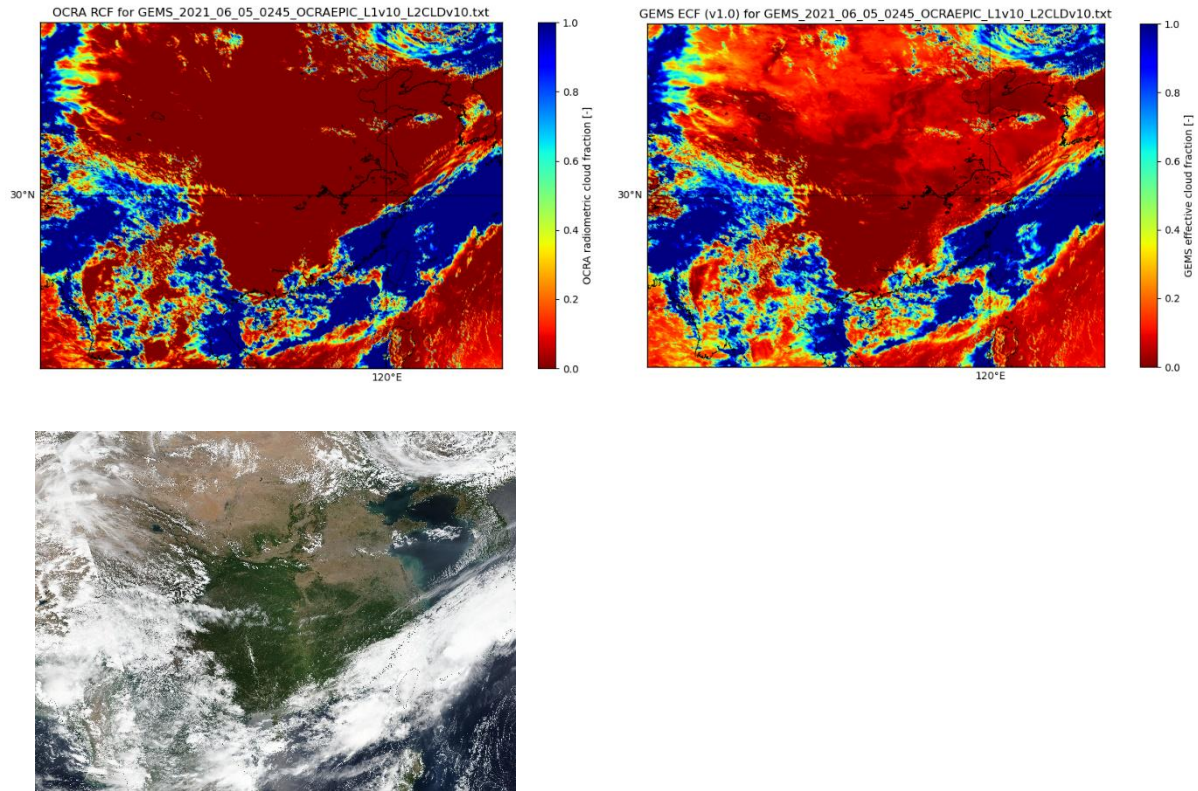 OCRA RCF for GEMS_2021_06_05_0245_OCRAEPIC_L1v10_L2CLDv10.txt
30°N
120°E
1.0
0.8
0.6
0.4
0.2
0.0
OCRA radiometric cloud fraction [-]
GEMS ECF (v1.0) for GEMS_2021_06_05_0245_OCRAEPIC_L1v10_L2CLDv10.txt
30°N
120°E
1.0
0.8
0.6
0.4
0.2
0.0
GEMS effective cloud fraction [-]